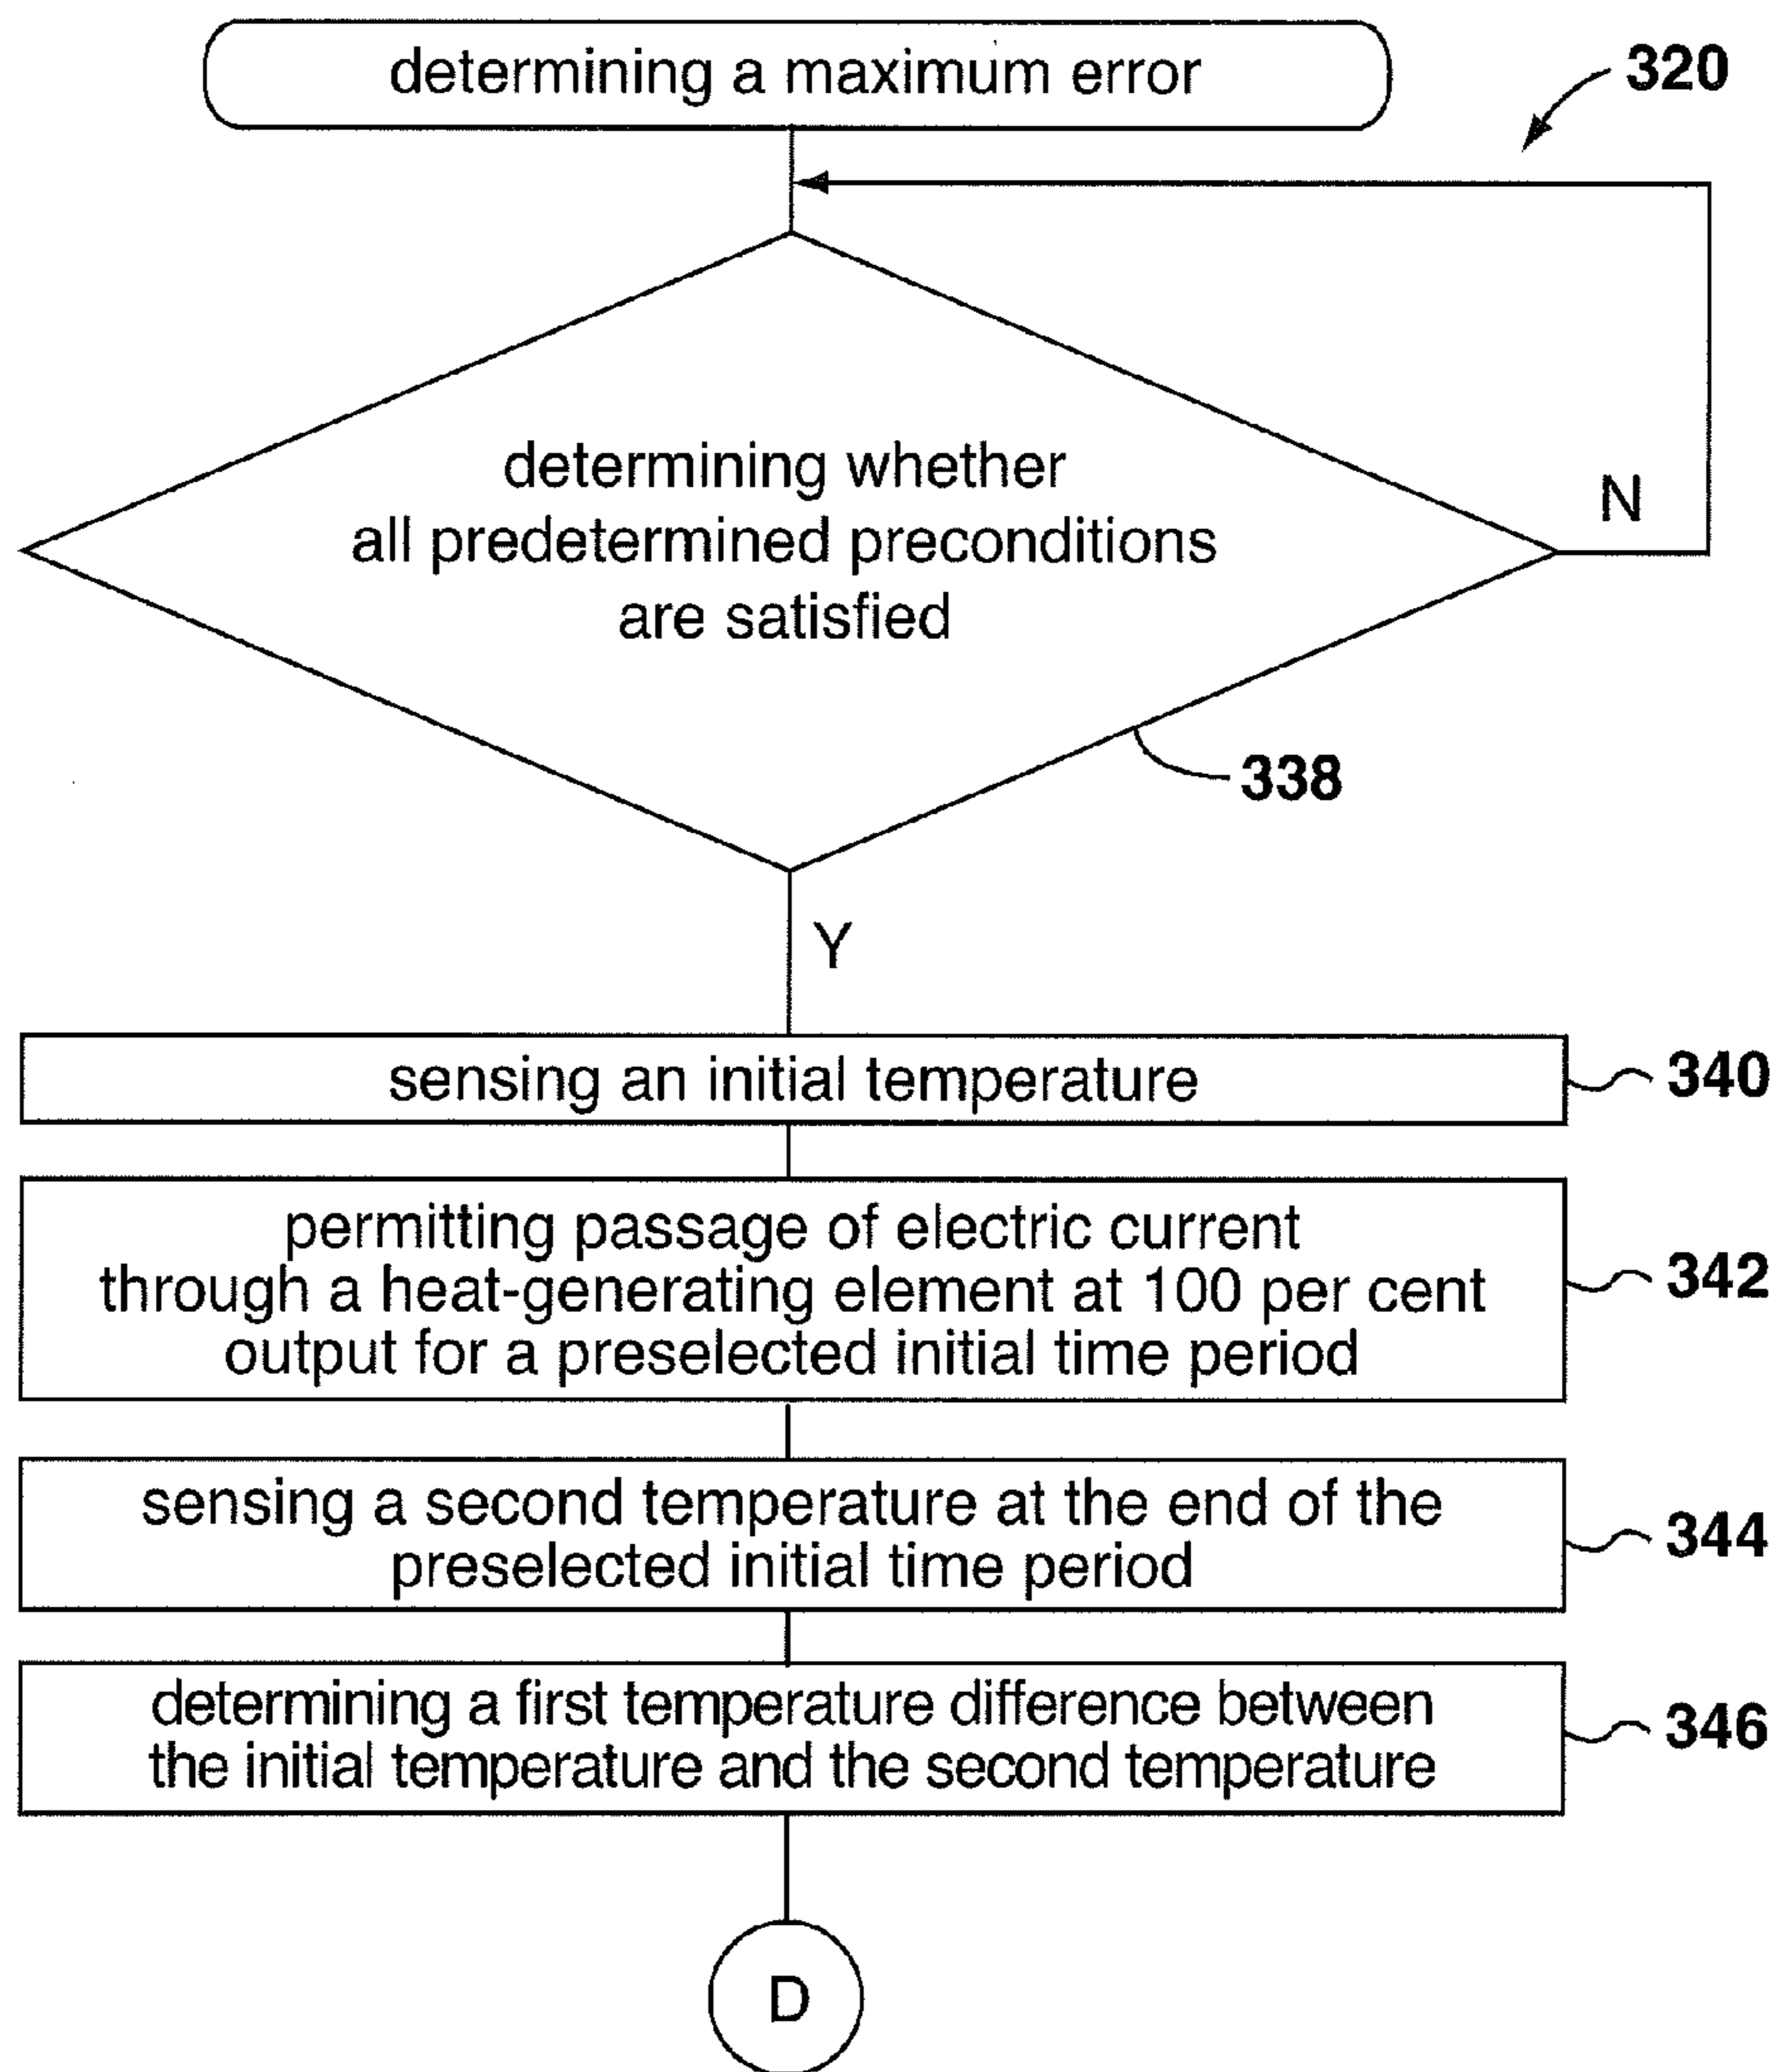 determining a maximum error
320
determining whether
all predetermined preconditions
are satisfied
N
338
Y
sensing an initial temperature
340
permitting passage of electric current
through a heat-generating element at 100 per cent
output for a preselected initial time period
342
sensing a second temperature at the end of the
preselected initial time period
344
determining a first temperature difference between
the initial temperature and the second temperature
346
D